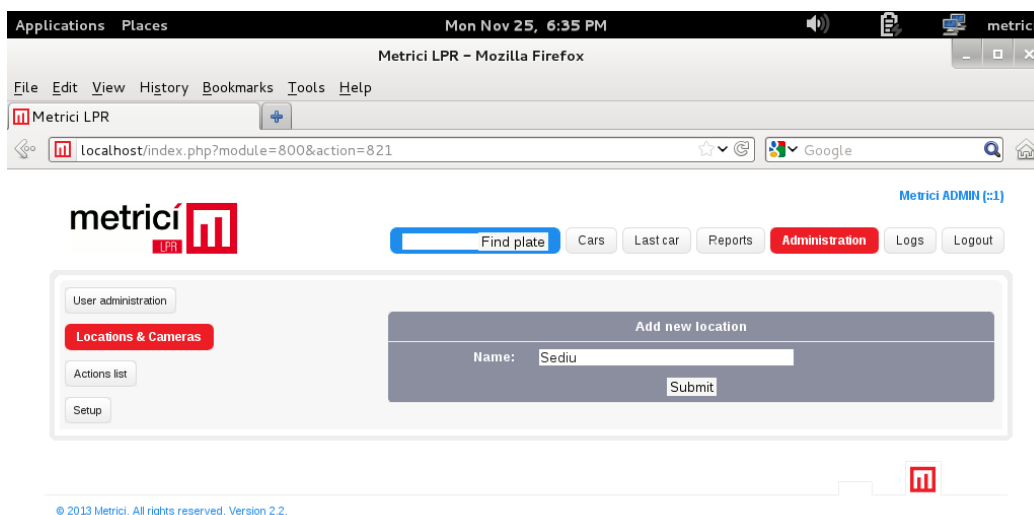 Applications Places Mon Nov 25, 6:35 PM metric
Metrici LPR – Mozilla Firefox
File Edit View History Bookmarks Tools Help
Metrici LPR
localhost/index.php?module=800&action=821 Google
Metrici ADMIN (::1)
metrici
LPR
Find plate Cars Last car Reports Administration Logs Logout
User administration
Add new location
Locations & Cameras
Name: Sediu
Actions list
Submit
Setup
© 2013 Metrici. All rights reserved. Version 2.2.